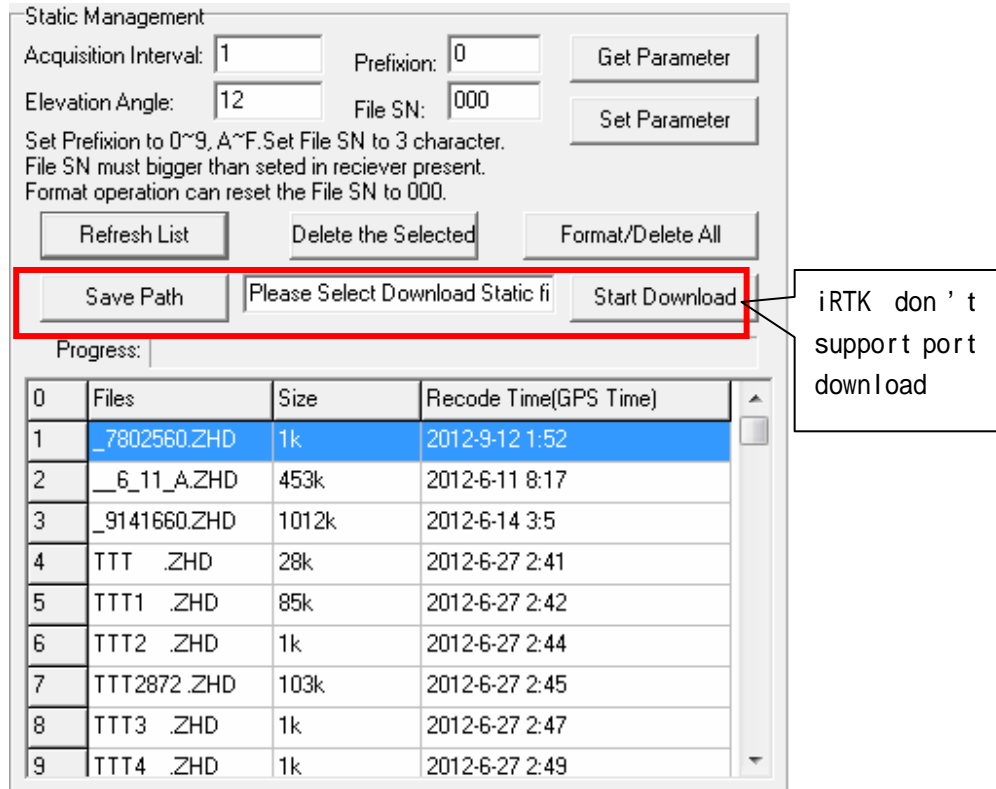 Static Management
Acquisition Interval: 1 Prefixion: 0 Get Parameter
Elevation Angle: 12 File SN: 000 Set Parameter
Set Prefixion to 0~9, A~F.Set File SN to 3 character.
File SN must bigger than seted in reciever present.
Format operation can reset the File SN to 000.
Refresh List Delete the Selected Format/Delete All
Save Path Please Select Download Static fi Start Download
iRTK don't
support port
download
Progress:
0 Files Size Recode Time(GPS Time)
1 _7802560.ZHD 1k 2012-9-12 1:52
2 __6_11_A.ZHD 453k 2012-6-11 8:17
3 _9141660.ZHD 1012k 2012-6-14 3:5
4 TTT .ZHD 28k 2012-6-27 2:41
5 TTT1 .ZHD 85k 2012-6-27 2:42
6 TTT2 .ZHD 1k 2012-6-27 2:44
7 TTT2872 .ZHD 103k 2012-6-27 2:45
8 TTT3 .ZHD 1k 2012-6-27 2:47
9 TTT4 .ZHD 1k 2012-6-27 2:49